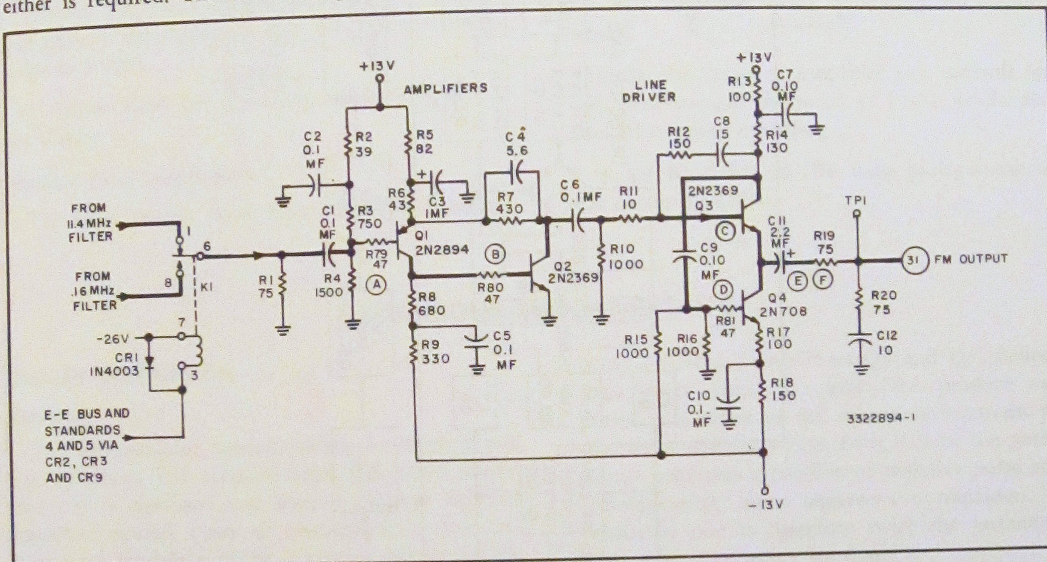 either is required.
+13V
AMPLIFIERS
C2
0.1
MF
R2
39
R5
82
C3
1MF
R6
43
C4
5.6
R7
430
C6
0.1MF
LINE
DRIVER
+13V
R13
100
C7
0.10
MF
R12
150
C8
15
R14
130
R11
10
2N2369
Q3
FROM
11.4 MHz
FILTER
1
6
FROM
.16 MHz
FILTER
8
K1
C1
0.1
MF
R3
750
R79
47
Q1
2N2894
A
R1
75
R4
1500
B
R80
47
Q2
2N2369
R10
1000
C
C9
0.10
MF
D
C11
2.2
MF
+
E
F
R19
75
TP1
31
FM OUTPUT
R8
680
R9
330
C5
0.1
MF
R15
1000
R16
1000
R81
47
Q4
2N708
R17
100
R18
150
C10
0.1
MF
R20
75
C12
10
-26V
7
3
CR1
1N4003
E-E BUS AND
STANDARDS
4 AND 5 VIA
CR2, CR3
AND CR9
3322894-1
-13V